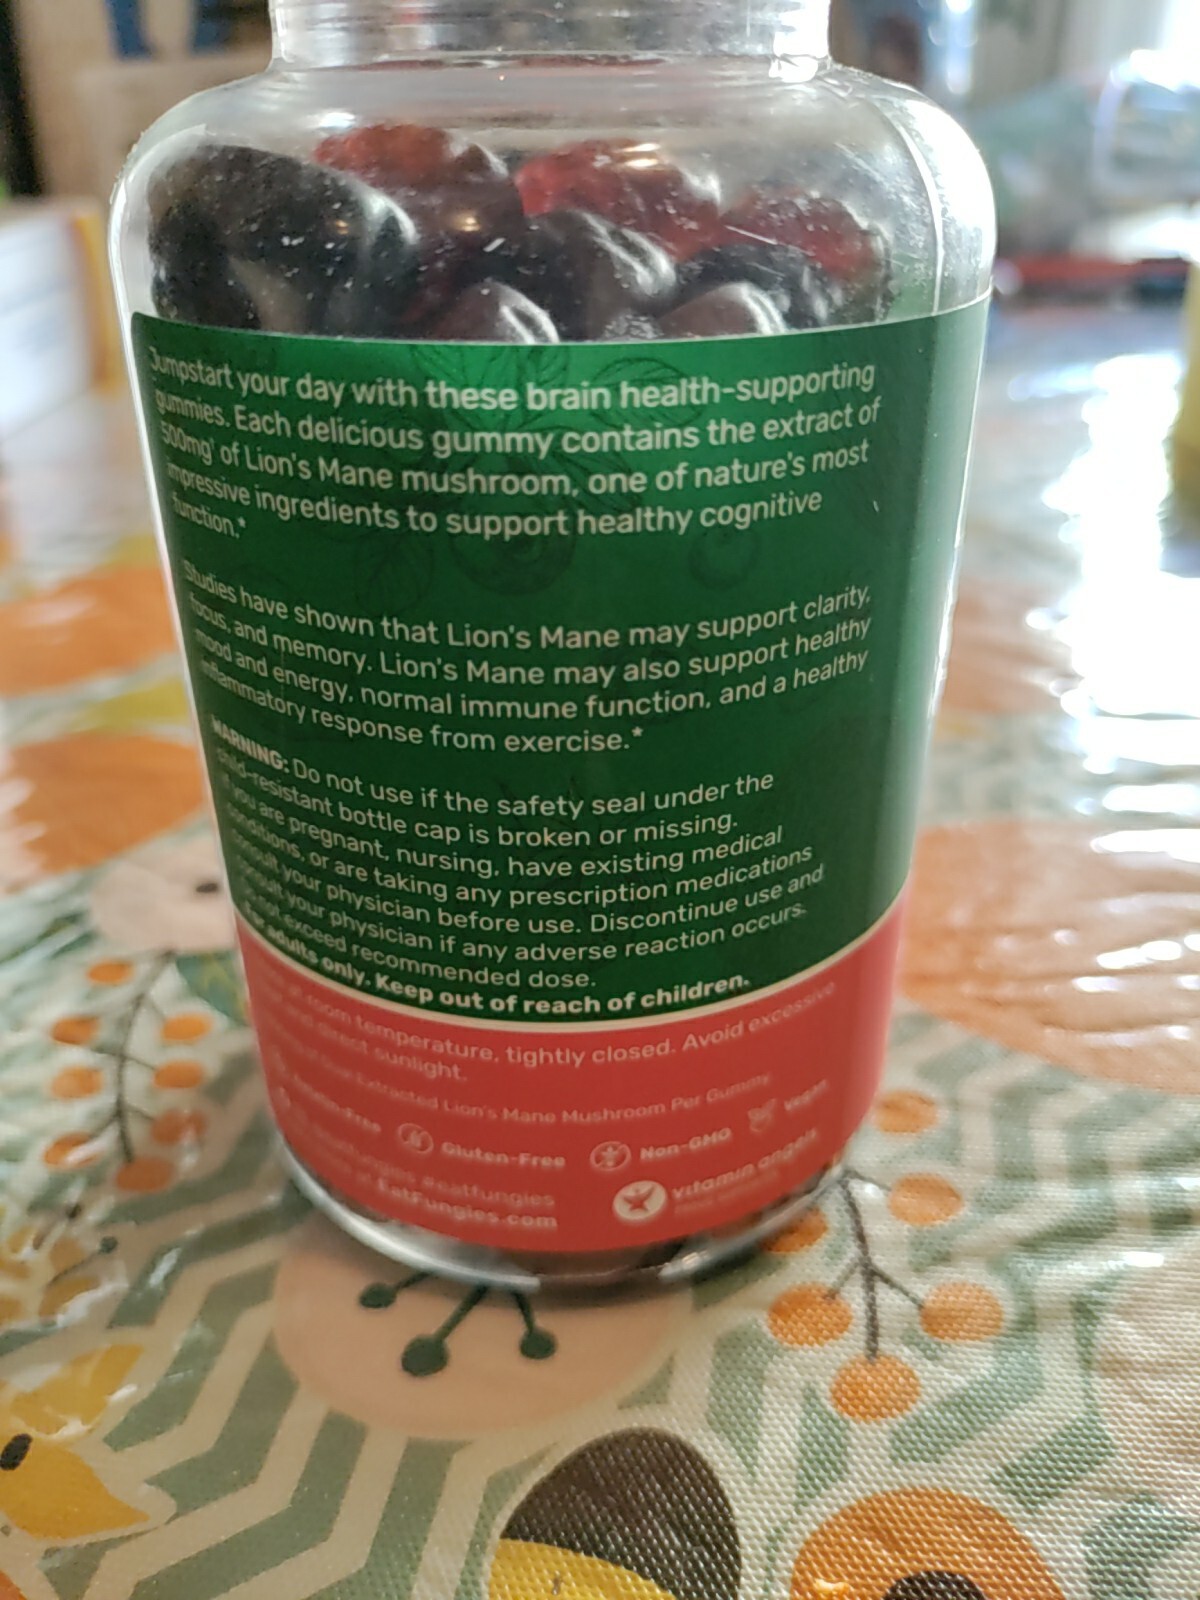 Jumpstart your day with these brain health-supporting
gummies. Each delicious gummy contains the extract of
500mg† of Lion's Mane mushroom, one of nature's most
impressive ingredients to support healthy cognitive
function.*
Studies have shown that Lion's Mane may support clarity,
focus, and memory. Lion's Mane may also support healthy
mood and energy, normal immune function, and a healthy
inflammatory response from exercise.*
WARNING: Do not use if the safety seal under the
child-resistant bottle cap is broken or missing.
If you are pregnant, nursing, have existing medical
conditions, or are taking any prescription medications
consult your physician before use. Discontinue use and
consult your physician if any adverse reaction occurs.
not exceed recommended dose.
For adults only. Keep out of reach of children.
room temperature, tightly closed. Avoid excessive
and direct sunlight.
Extracted Lion's Mane Mushroom Per Gummy
Gluten-Free Non-GMO Vegan
#eatfungies
EatFungies.com
vitamin angels